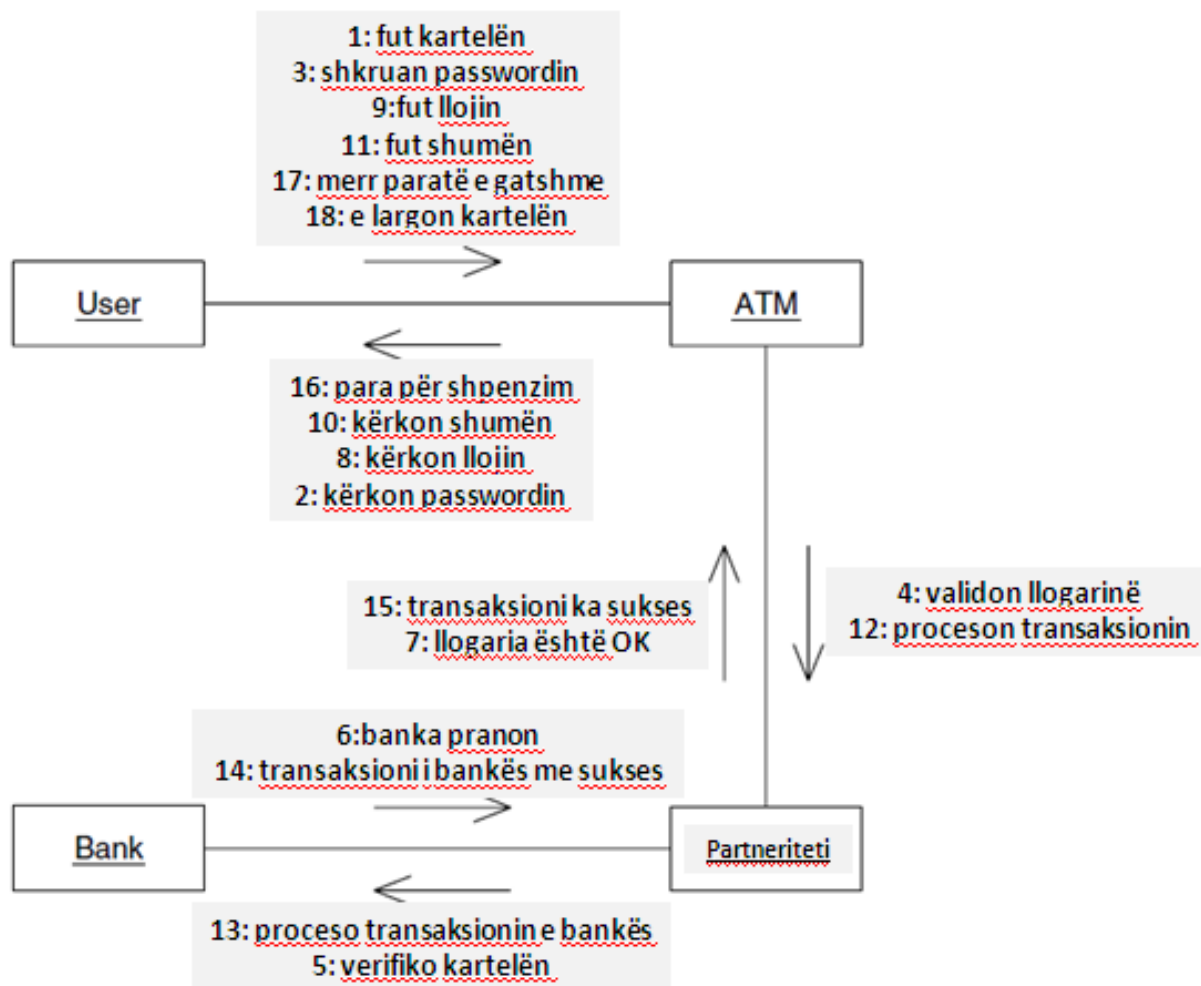 1: fut kartelën
3: shkruan passwordin
9:fut llojin
11: fut shumën
17: merr paratë e gatshme
18: e largon kartelën
User
ATM
16: para për shpenzim
10: kërkon shumën
8: kërkon llojin
2: kërkon passwordin
15: transaksioni ka sukses
7: llogaria është OK
4: validon llogarinë
12: proceson transaksionin
6:banka pranon
14: transaksioni i bankës me sukses
Bank
Partneriteti
13: proceso transaksionin e bankës
5: verifiko kartelën